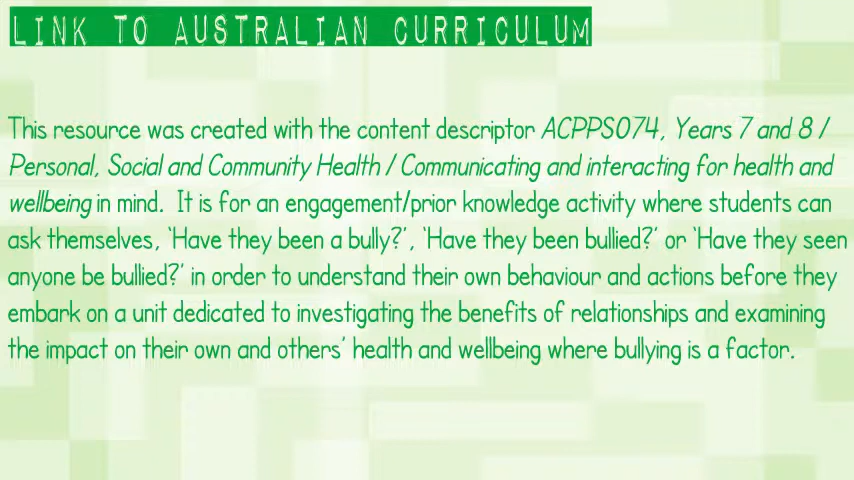 LINK TO AUSTRALIAN CURRICULUM
This resource was created with the content descriptor ACPPS074, Years 7 and 8 /
Personal, Social and Community Health / Communicating and interacting for health and
wellbeing in mind. It is for an engagement/prior knowledge activity where students can
ask themselves, 'Have they been a bully?', 'Have they been bullied?' or 'Have they seen
anyone be bullied?' in order to understand their own behaviour and actions before they
embark on a unit dedicated to investigating the benefits of relationships and examining
the impact on their own and others' health and wellbeing where bullying is a factor.